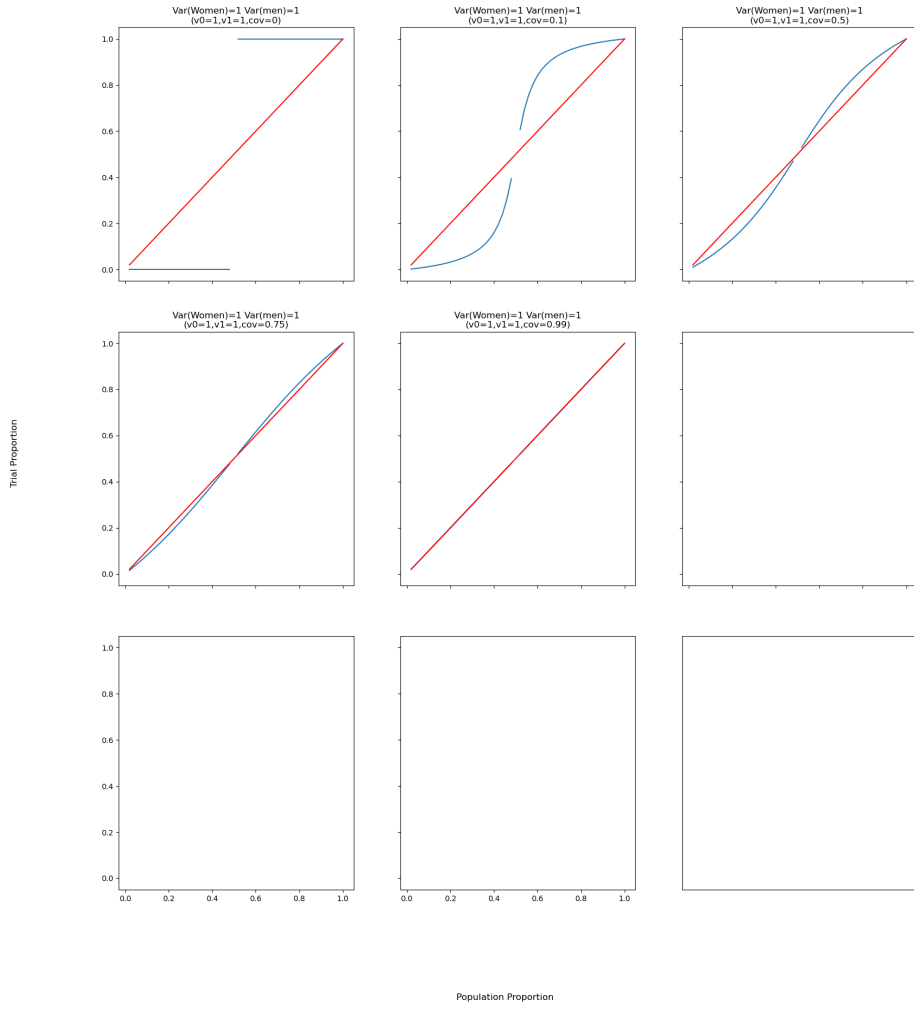 Var(Women)=1 Var(men)=1
(v0=1,v1=1,cov=0)
Var(Women)=1 Var(men)=1
(v0=1,v1=1,cov=0.1)
Var(Women)=1 Var(men)=1
(v0=1,v1=1,cov=0.5)
1.0
0.8
0.6
0.4
0.2
0.0
Var(Women)=1 Var(men)=1
(v0=1,v1=1,cov=0.75)
Var(Women)=1 Var(men)=1
(v0=1,v1=1,cov=0.99)
1.0
0.8
0.6
0.4
0.2
0.0
Trial Proportion
1.0
0.8
0.6
0.4
0.2
0.0
0.0 0.2 0.4 0.6 0.8 1.0
0.0 0.2 0.4 0.6 0.8 1.0
Population Proportion